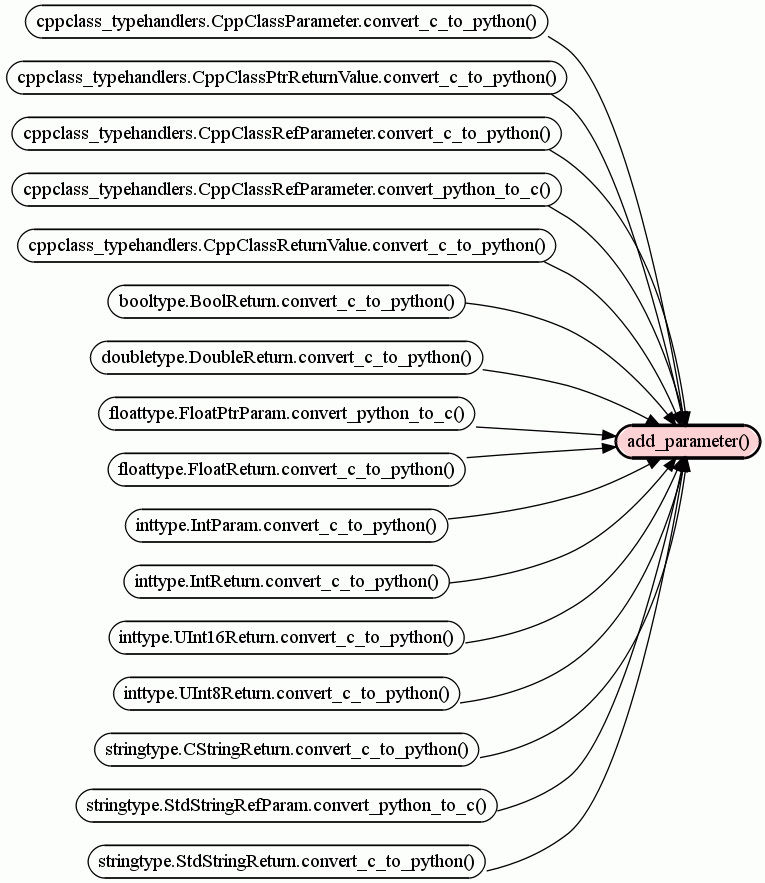 cppclass_typehandlers.CppClassParameter.convert_c_to_python()
cppclass_typehandlers.CppClassPtrReturnValue.convert_c_to_python()
cppclass_typehandlers.CppClassRefParameter.convert_c_to_python()
cppclass_typehandlers.CppClassRefParameter.convert_python_to_c()
cppclass_typehandlers.CppClassReturnValue.convert_c_to_python()
booltype.BoolReturn.convert_c_to_python()
doubletype.DoubleReturn.convert_c_to_python()
floattype.FloatPtrParam.convert_python_to_c()
add_parameter()
floattype.FloatReturn.convert_c_to_python()
inttype.IntParam.convert_c_to_python()
inttype.IntReturn.convert_c_to_python()
inttype.UInt16Return.convert_c_to_python()
inttype.UInt8Return.convert_c_to_python()
stringtype.CStringReturn.convert_c_to_python()
stringtype.StdStringRefParam.convert_python_to_c()
stringtype.StdStringReturn.convert_c_to_python()